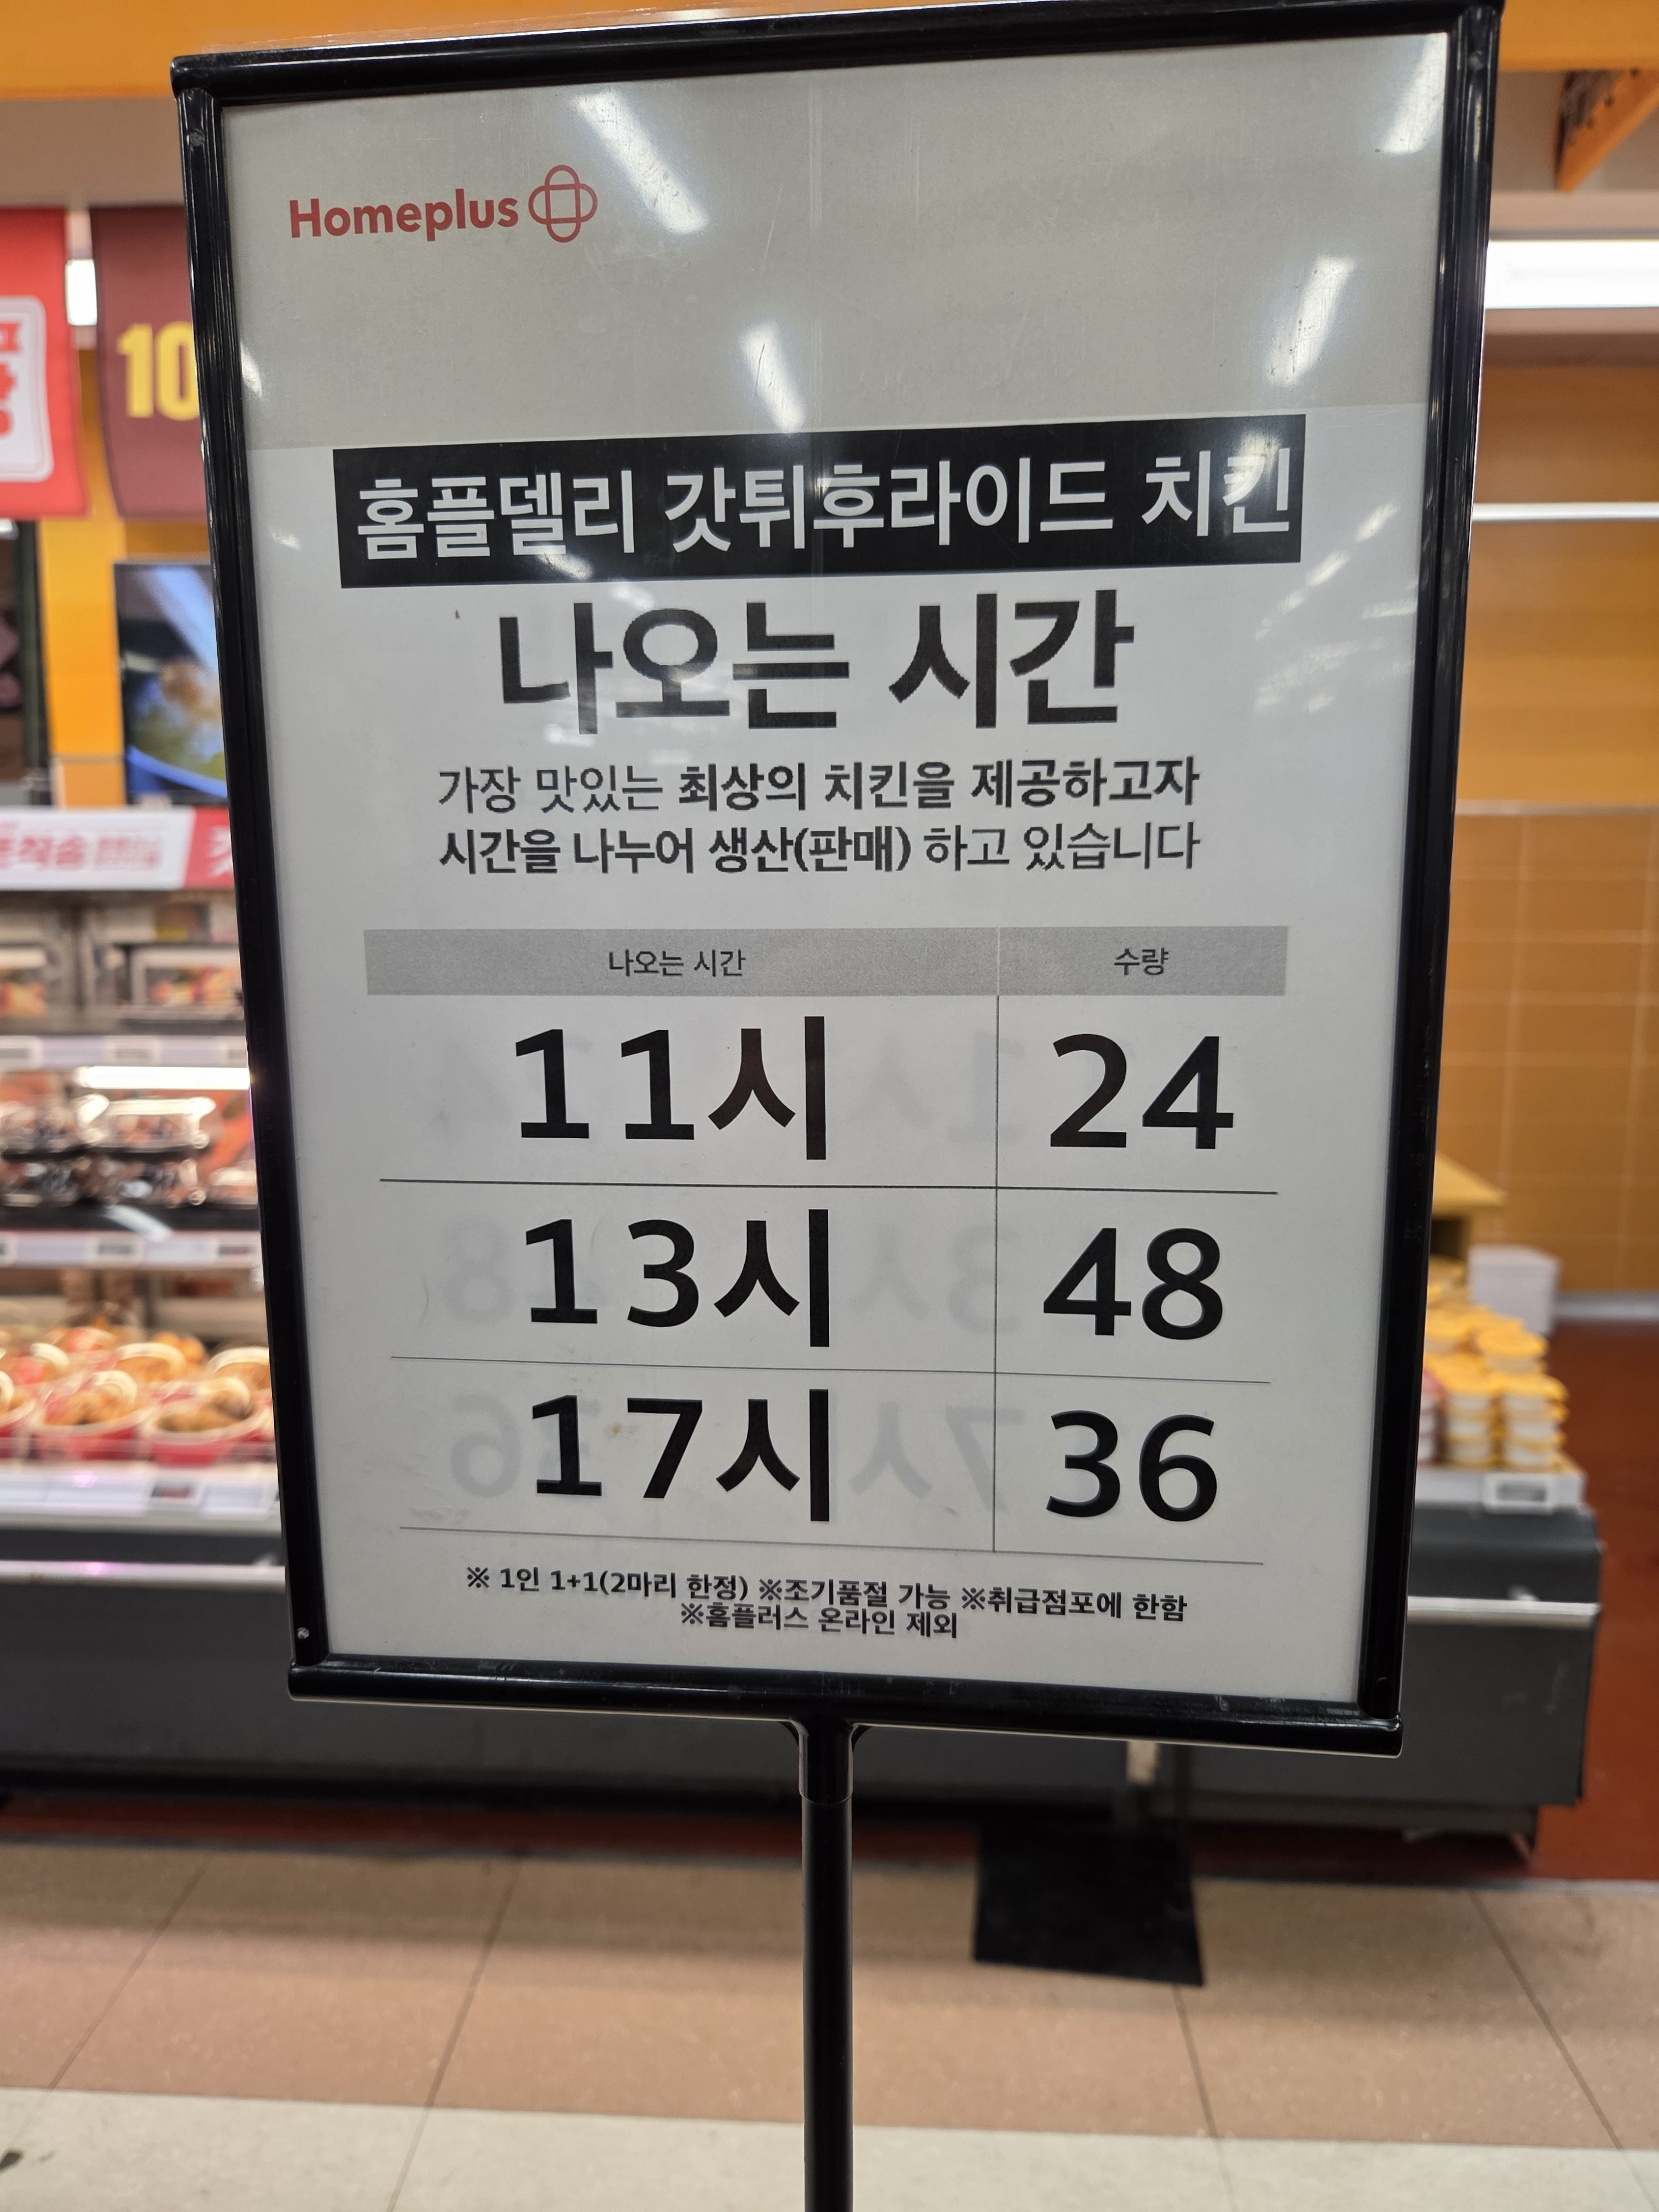 Homeplus
홈플델리 갓튀후라이드 치킨
나오는 시간
가장 맛있는 최상의 치킨을 제공하고자
시간을 나누어 생산(판매) 하고 있습니다
나오는 시간 수량
11시 24
13시 48
17시 36
※ 1인 1+1(2마리 한정) ※조기품절 가능 ※취급점포에 한함
※홈플러스 온라인 제외
10